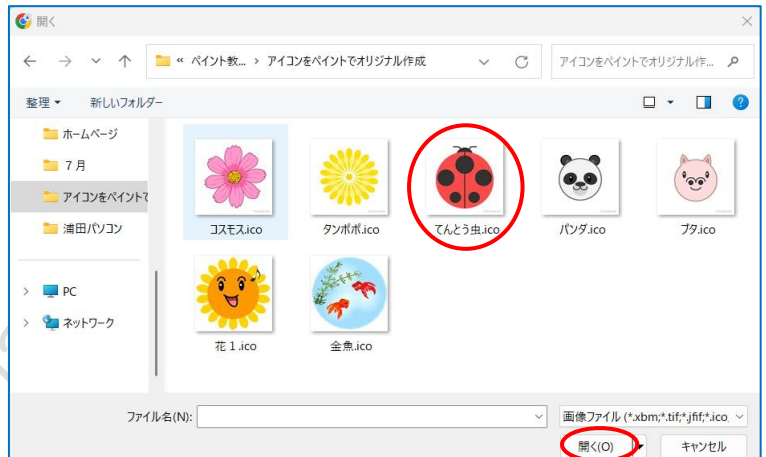 開く
« ペイント教... › アイコンをペイントでオリジナル作成
アイコンをペイントでオリジナル作...
整理
新しいフォルダー
ホームページ
７月
アイコンをペイントで
浦田パソコン
PC
ネットワーク
コスモス.ico
タンポポ.ico
てんとう虫.ico
パンダ.ico
ブタ.ico
花１.ico
金魚.ico
ファイル名(N):
画像ファイル (*.xbm;*.tif;*.jfif;*.ico
開く(O)
キャンセル